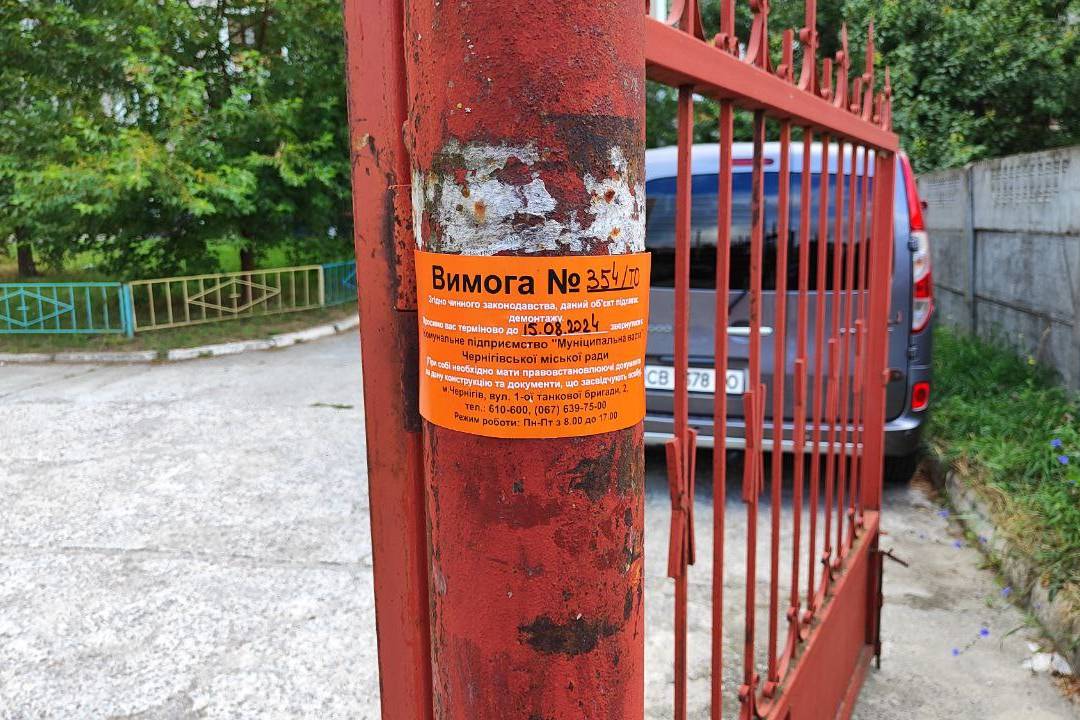 Вимога № 354/ТО
Згідно чинного законодавства, даний об'єкт підлягає
демонтажу.
Просимо вас терміново до 15.08.2024 звернутись
комунальне підприємство "Муніципальна варта"
Чернігівської міської ради
При собі необхідно мати правовстановлюючі документи
на дану конструкцію та документи, що засвідчують особу.
м Чернігів, вул. 1-ої танкової бригади, 2.
тел.: 610-600, (067) 639-75-00
Режим роботи: Пн-Пт з 8.00 до 17.00
CB